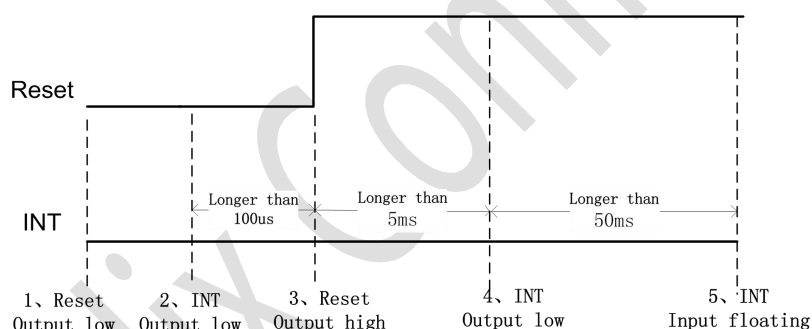 Reset
Longer than
100us
Longer than
5ms
Longer than
50ms
INT
1、Reset
Output low
2、INT
Output low
3、Reset
Output high
4、INT
Output low
5、INT
Input floating